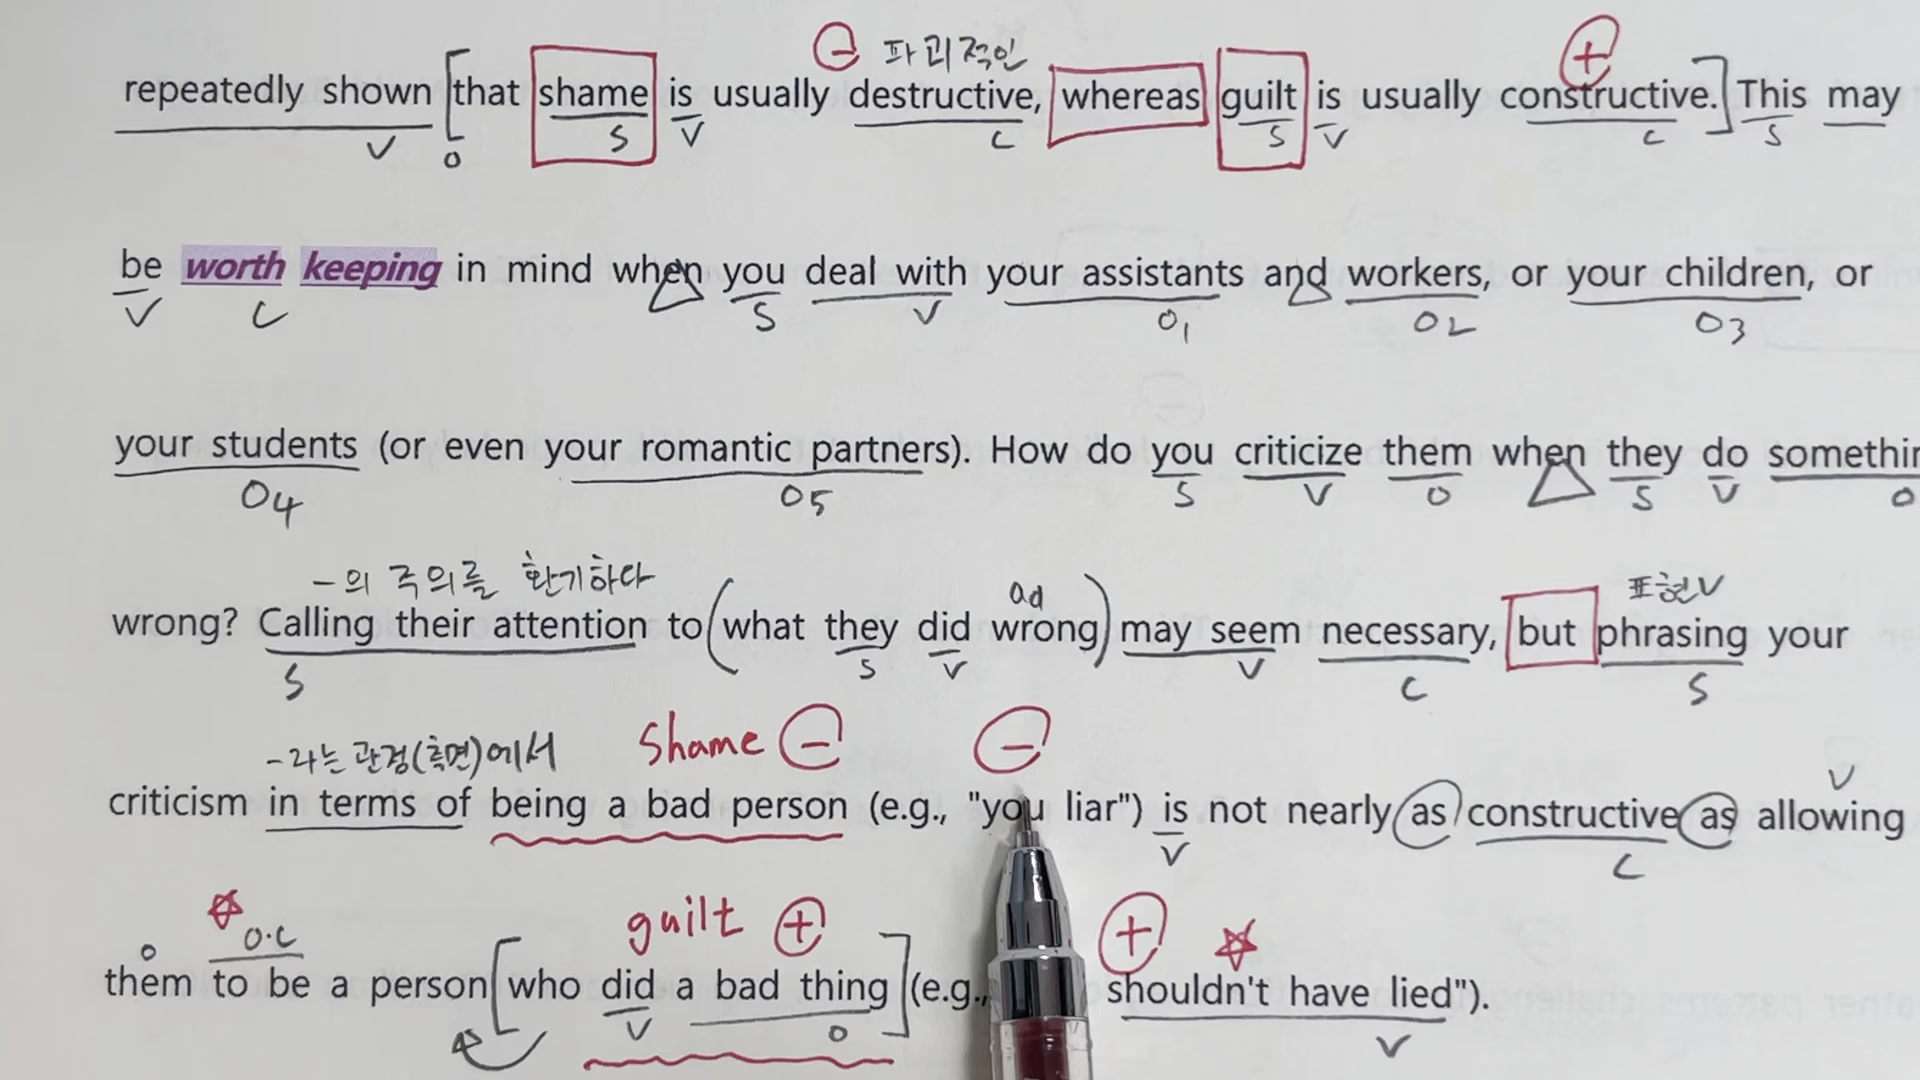 ⊖ 파괴적인 ⊕
repeatedly shown [that shame is usually destructive, whereas guilt is usually constructive.] This may
V O S V C S V C S
be worth keeping in mind when you deal with your assistants and workers, or your children, or
V C S V O1 O2 O3
your students (or even your romantic partners). How do you criticize them when they do somethin
O4 O5 S V O S V O
-의 주의를 환기하다 ad 표현V
wrong? Calling their attention to (what they did wrong) may seem necessary, but phrasing your
S S V V C S
-라는 관점(측면)에서 Shame ⊖ ⊖ V
criticism in terms of being a bad person (e.g., "you liar") is not nearly as / constructive as allowing
V C
O O·C guilt ⊕ ⊕
them to be a person [who did a bad thing] (e.g., shouldn't have lied").
V O V